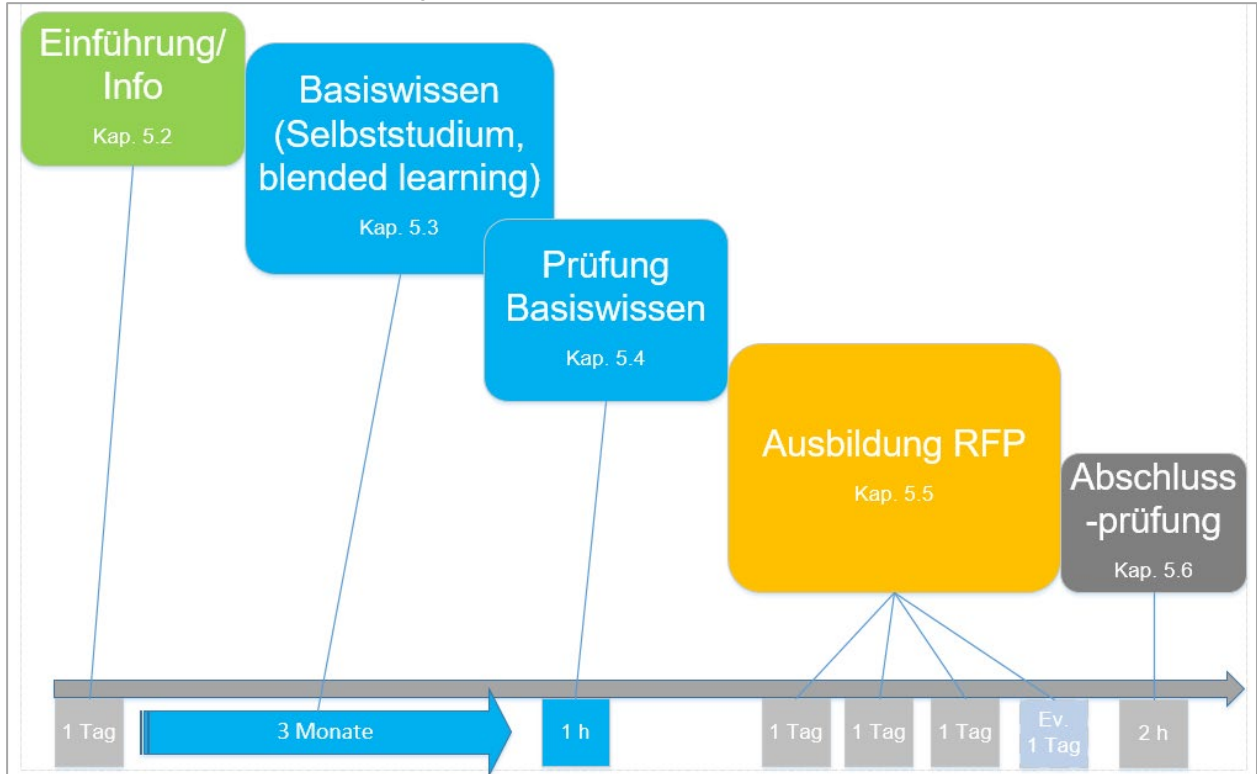 Einführung/
Info
Kap. 5.2
Basiswissen
(Selbststudium,
blended learning)
Kap. 5.3
Prüfung
Basiswissen
Kap. 5.4
Ausbildung RFP
Kap. 5.5
Abschluss
-prüfung
Kap. 5.6
1 Tag
3 Monate
1 h
1 Tag
1 Tag
1 Tag
Ev.
1 Tag
2 h